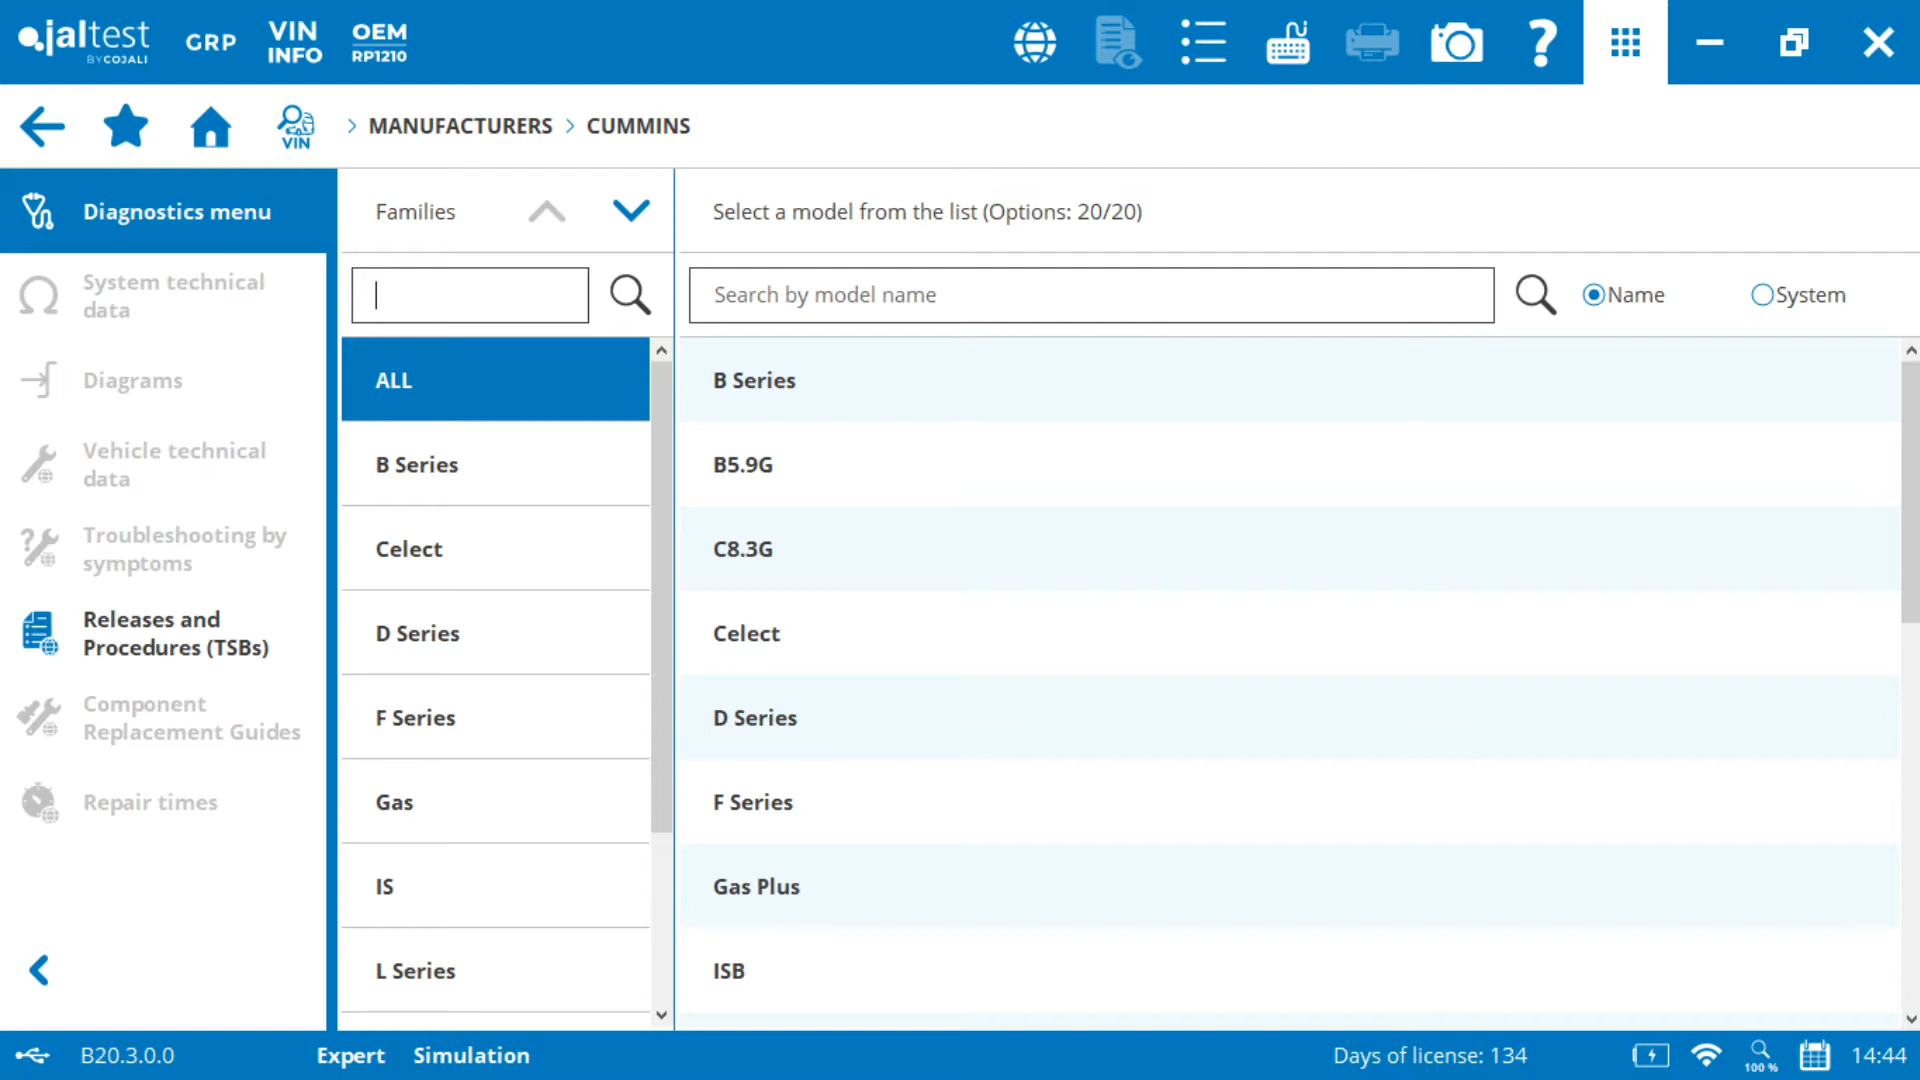 jaltest
BY COJALI
GRP
VIN
INFO
OEM
RP1210
?
VIN
> MANUFACTURERS > CUMMINS
Diagnostics menu
System technical
data
Diagrams
Vehicle technical
data
Troubleshooting by
symptoms
Releases and
Procedures (TSBs)
Component
Replacement Guides
Repair times
Families
ALL
B Series
Celect
D Series
F Series
Gas
IS
L Series
Select a model from the list (Options: 20/20)
Search by model name
Name
System
B Series
B5.9G
C8.3G
Celect
D Series
F Series
Gas Plus
ISB
B20.3.0.0
Expert
Simulation
Days of license: 134
100 %
14:44